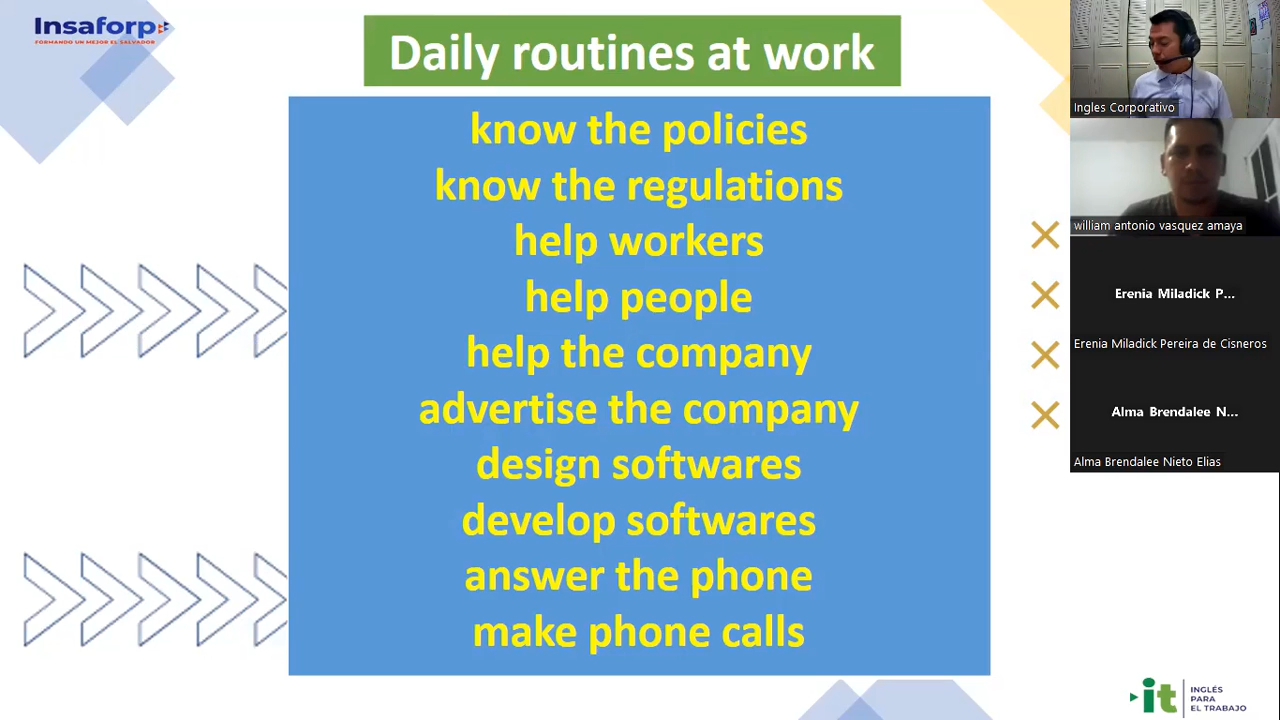 Insaforp
FORMANDO UN MEJOR EL SALVADOR
Daily routines at work
know the policies
know the regulations
help workers
help people
help the company
advertise the company
design softwares
develop softwares
answer the phone
make phone calls
Ingles Corporativo
william antonio vasquez amaya
Erenia Miladick P...
Erenia Miladick Pereira de Cisneros
Alma Brendalee N...
Alma Brendalee Nieto Elias
it
INGLÉS
PARA
EL TRABAJO